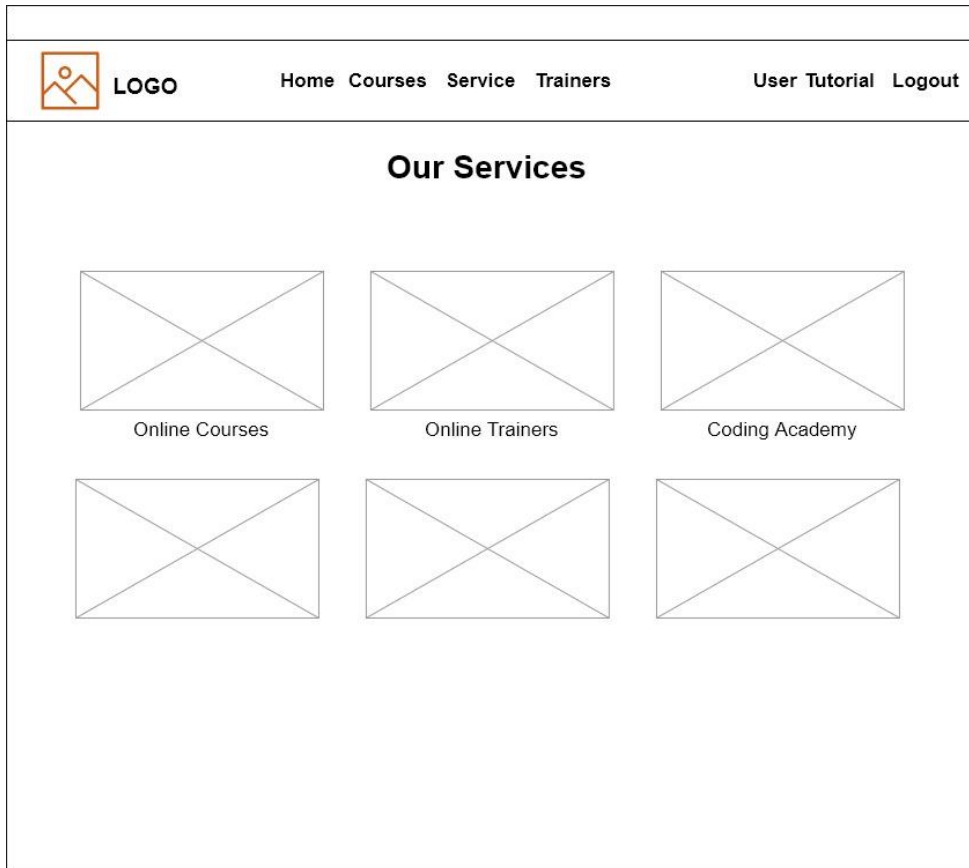 LOGO Home Courses Service Trainers User Tutorial Logout
Our Services
Online Courses Online Trainers Coding Academy